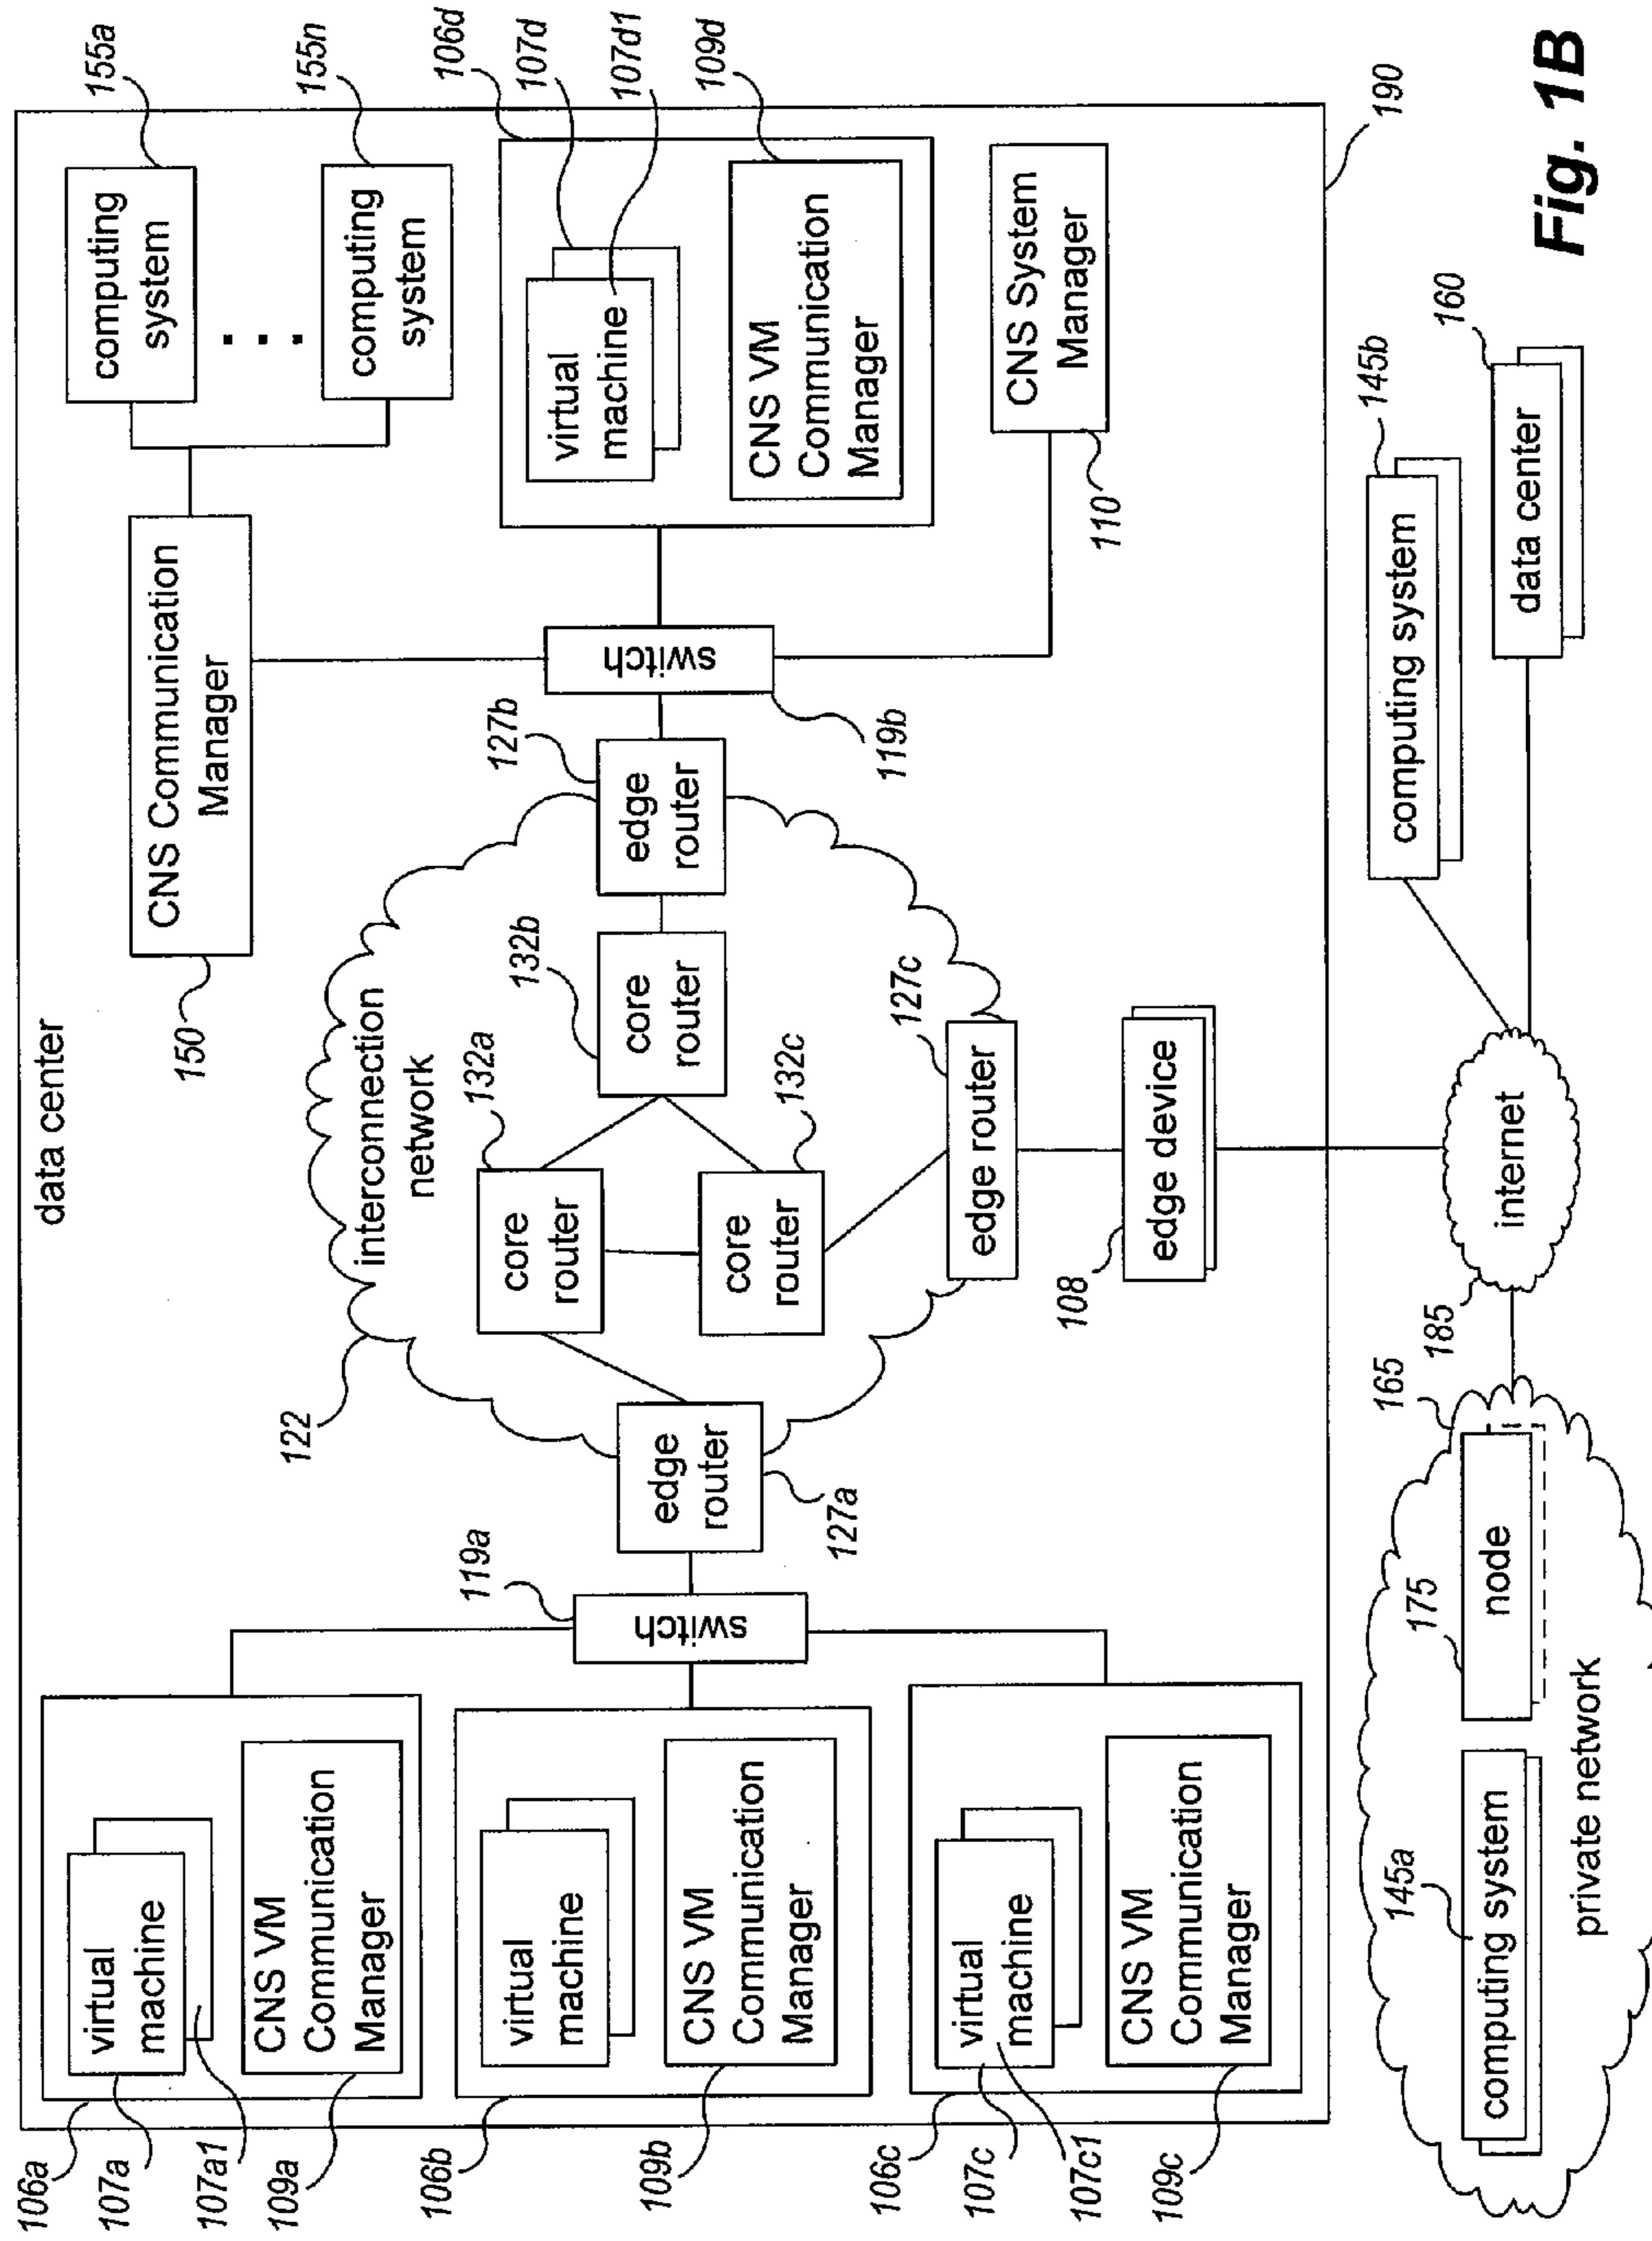 data center
106a
107a
107a1
109a
virtual
machine
CNS VM
Communication
Manager
106b
109b
virtual
machine
CNS VM
Communication
Manager
106c
107c
107c1
109c
virtual
machine
CNS VM
Communication
Manager
119a
switch
122
interconnection
network
edge
router
127a
132a
core
router
132b
core
router
132c
core
router
127b
edge
router
127c
edge router
108
edge device
119b
switch
150
CNS Communication
Manager
155a
computing
system
. . .
155n
computing
system
106d
107d
107d1
109d
virtual
machine
CNS VM
Communication
Manager
110
CNS System
Manager
190
145a
computing system
175
node
165
private network
185
internet
145b
computing system
160
data center
Fig. 1B